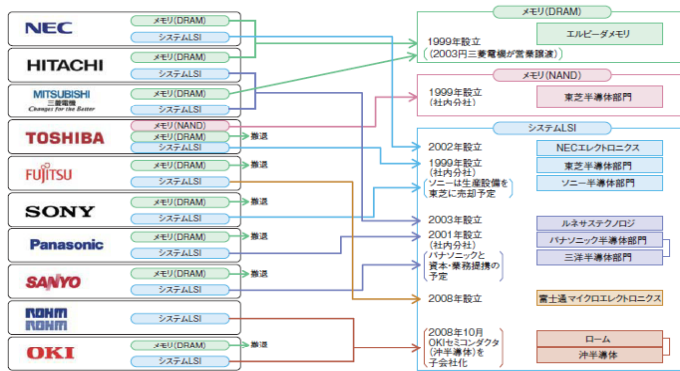 NEC
メモリ(DRAM)
システムLSI
HITACHI
メモリ(DRAM)
システムLSI
MITSUBISHI
三菱電機
Changes for the Better
メモリ(DRAM)
システムLSI
TOSHIBA
メモリ(NAND)
メモリ(DRAM)
撤退
システムLSI
FUJITSU
メモリ(DRAM)
撤退
システムLSI
SONY
メモリ(DRAM)
撤退
システムLSI
Panasonic
メモリ(DRAM)
撤退
システムLSI
SANYO
メモリ(DRAM)
撤退
システムLSI
ROHM
ROHM
システムLSI
OKI
メモリ(DRAM)
撤退
システムLSI
メモリ(DRAM)
1999年設立
(2003円三菱電機が営業譲渡)
エルピーダメモリ
メモリ(NAND)
1999年設立
(社内分社)
東芝半導体部門
システムLSI
2002年設立
NECエレクトロニクス
1999年設立
(社内分社)
東芝半導体部門
(ソニーは生産設備を
東芝に売却予定)
ソニー半導体部門
2003年設立
ルネサステクノロジ
2001年設立
(社内分社)
パナソニック半導体部門
(パナソニックと
資本・業務提携の
予定)
三洋半導体部門
2008年設立
富士通マイクロエレクトロニクス
2008年10月
OKIセミコンダクタ
(沖半導体)を
子会社化
ローム
沖半導体